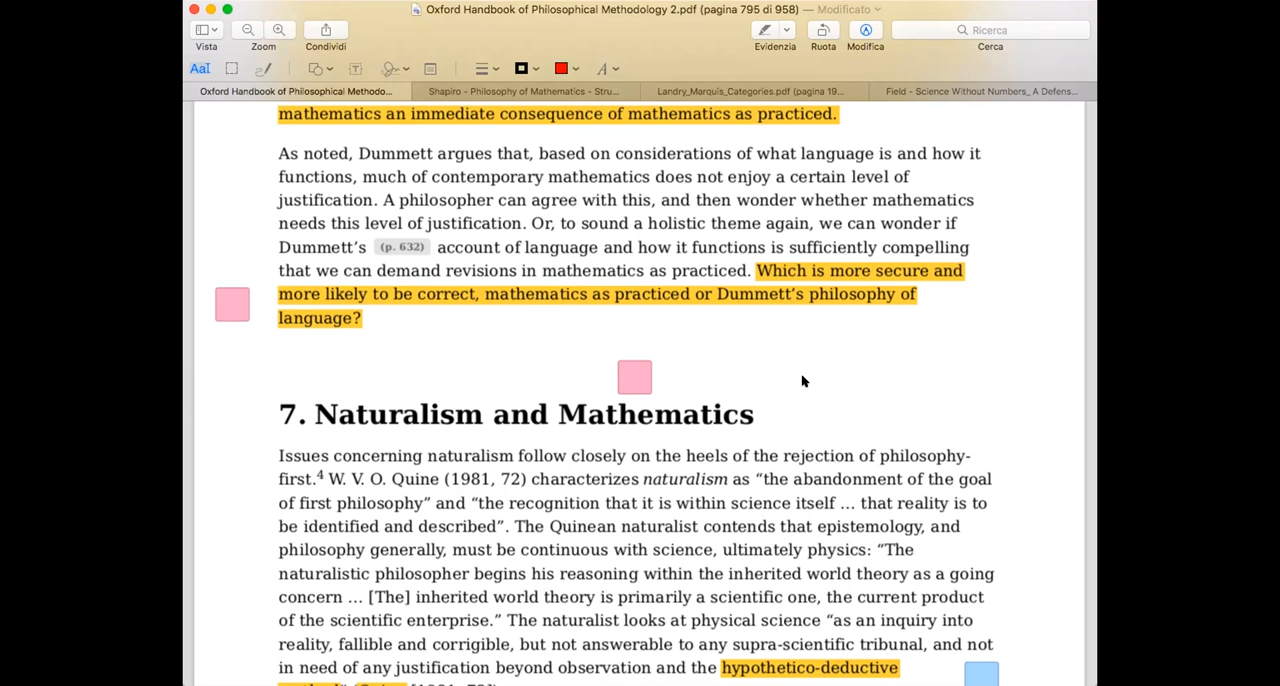 Oxford Handbook of Philosophical Methodology 2.pdf (pagina 795 di 958) — Modificato
Vista
Zoom
Condividi
Evidenzia
Ruota
Modifica
Ricerca
Cerca
AaI
T
A
Oxford Handbook of Philosophical Methodo...
Shapiro - Philosophy of Mathematics - Stru...
Landry_Marquis_Categories.pdf (pagina 19...
Field - Science Without Numbers_ A Defens...
mathematics an immediate consequence of mathematics as practiced.
As noted, Dummett argues that, based on considerations of what language is and how it
functions, much of contemporary mathematics does not enjoy a certain level of
justification. A philosopher can agree with this, and then wonder whether mathematics
needs this level of justification. Or, to sound a holistic theme again, we can wonder if
Dummett's (p. 632) account of language and how it functions is sufficiently compelling
that we can demand revisions in mathematics as practiced. Which is more secure and
more likely to be correct, mathematics as practiced or Dummett's philosophy of
language?
7. Naturalism and Mathematics
Issues concerning naturalism follow closely on the heels of the rejection of philosophy-
first.4 W. V. O. Quine (1981, 72) characterizes naturalism as “the abandonment of the goal
of first philosophy” and “the recognition that it is within science itself … that reality is to
be identified and described”. The Quinean naturalist contends that epistemology, and
philosophy generally, must be continuous with science, ultimately physics: “The
naturalistic philosopher begins his reasoning within the inherited world theory as a going
concern … [The] inherited world theory is primarily a scientific one, the current product
of the scientific enterprise.” The naturalist looks at physical science “as an inquiry into
reality, fallible and corrigible, but not answerable to any supra-scientific tribunal, and not
in need of any justification beyond observation and the hypothetico-deductive